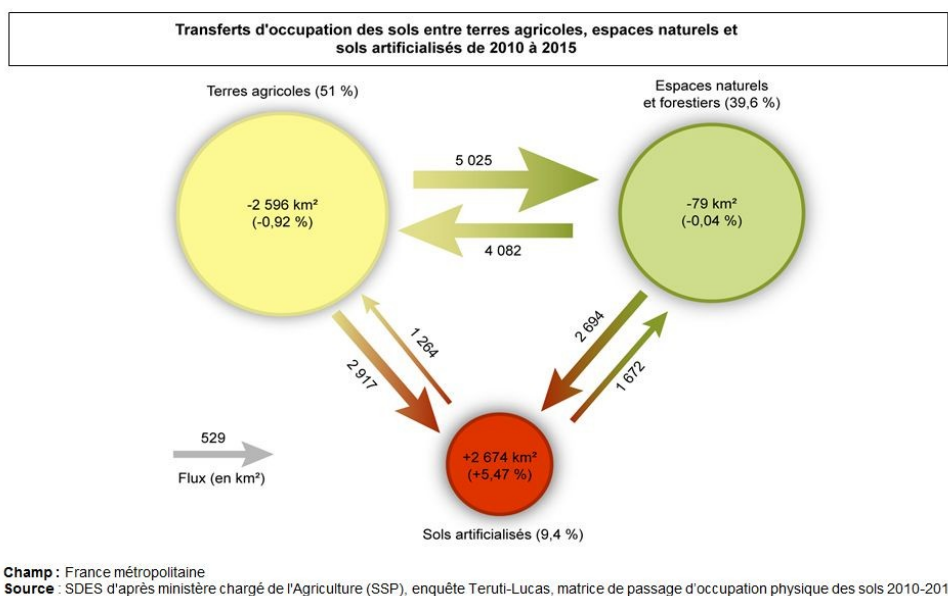 Transferts d'occupation des sols entre terres agricoles, espaces naturels et
sols artificialisés de 2010 à 2015
Terres agricoles (51 %)
Espaces naturels
et forestiers (39,6 %)
5 025
-2 596 km²
(-0,92 %)
-79 km²
(-0,04 %)
4 082
2 917
1 264
2 694
1 672
529
Flux (en km²)
+2 674 km²
(+5,47 %)
Sols artificialisés (9,4 %)
Champ : France métropolitaine
Source : SDES d'après ministère chargé de l'Agriculture (SSP), enquête Teruti-Lucas, matrice de passage d'occupation physique des sols 2010-201